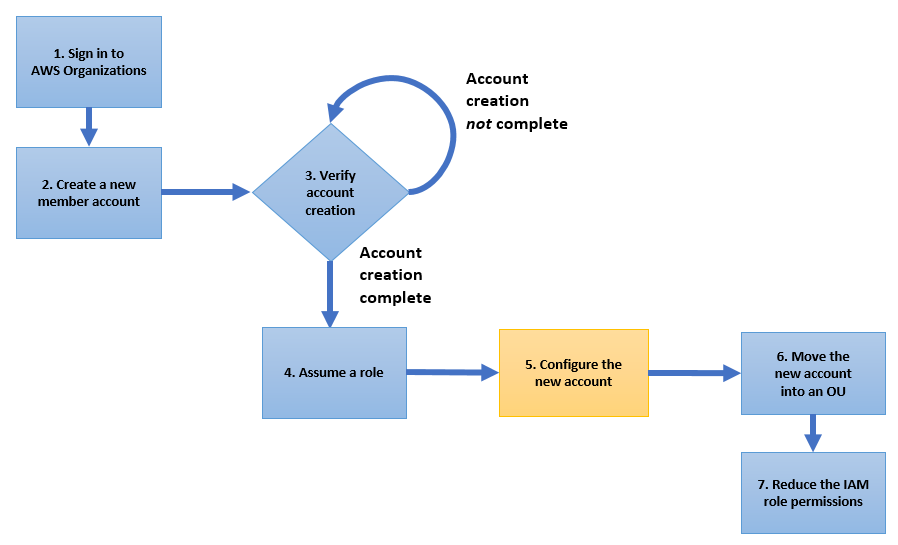 1. Sign in to
AWS Organizations
Account
creation
not complete
2. Create a new
member account
3. Verify
account
creation
Account
creation
complete
4. Assume a role
5. Configure the
new account
6. Move the
new account
into an OU
7. Reduce the IAM
role permissions